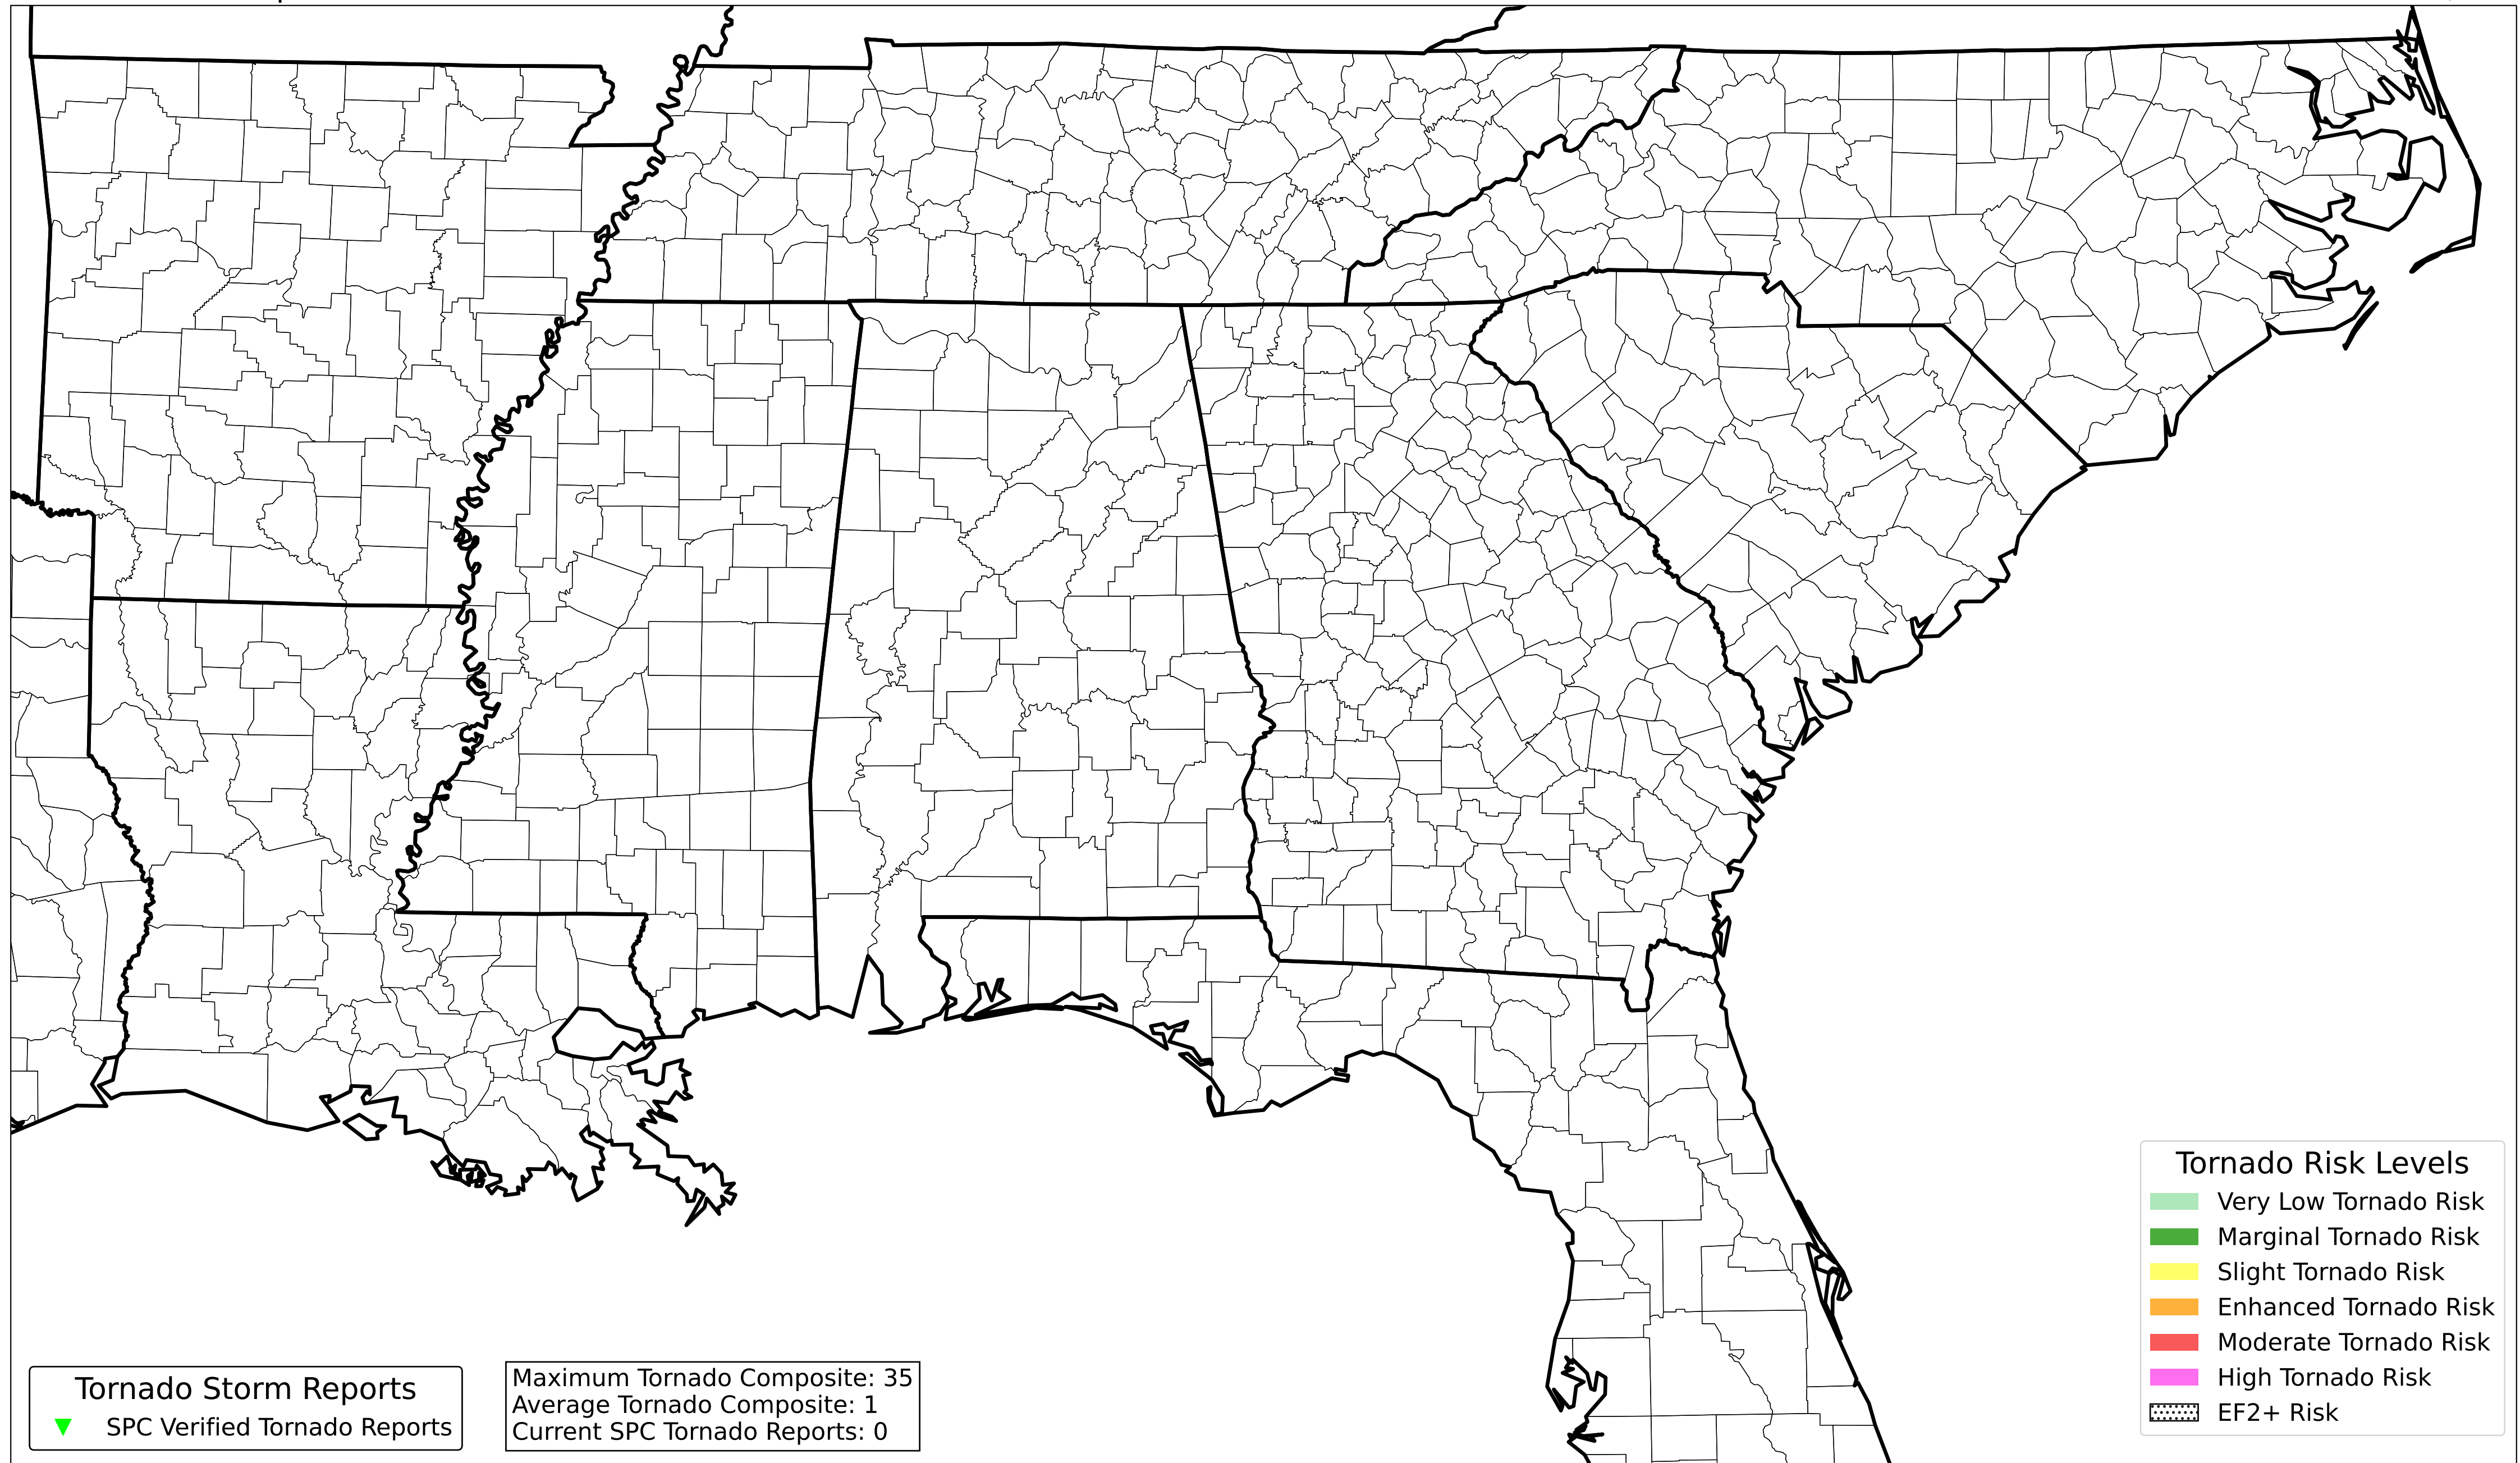 Tornado Risk Levels
Very Low Tornado Risk
Marginal Tornado Risk
Slight Tornado Risk
Enhanced Tornado Risk
Moderate Tornado Risk
High Tornado Risk
EF2+ Risk
Tornado Storm Reports
SPC Verified Tornado Reports
Maximum Tornado Composite: 35
Average Tornado Composite: 1
Current SPC Tornado Reports: 0